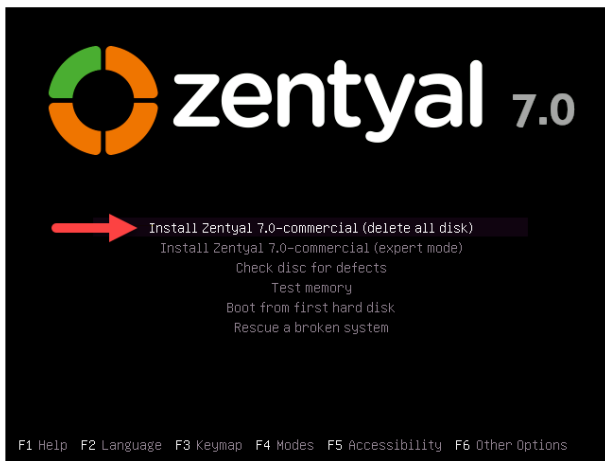 zentyal 7.0
Install Zentyal 7.0-commercial (delete all disk)
Install Zentyal 7.0-commercial (expert mode)
Check disc for defects
Test memory
Boot from first hard disk
Rescue a broken system
F1 Help F2 Language F3 Keymap F4 Modes F5 Accessibility F6 Other Options